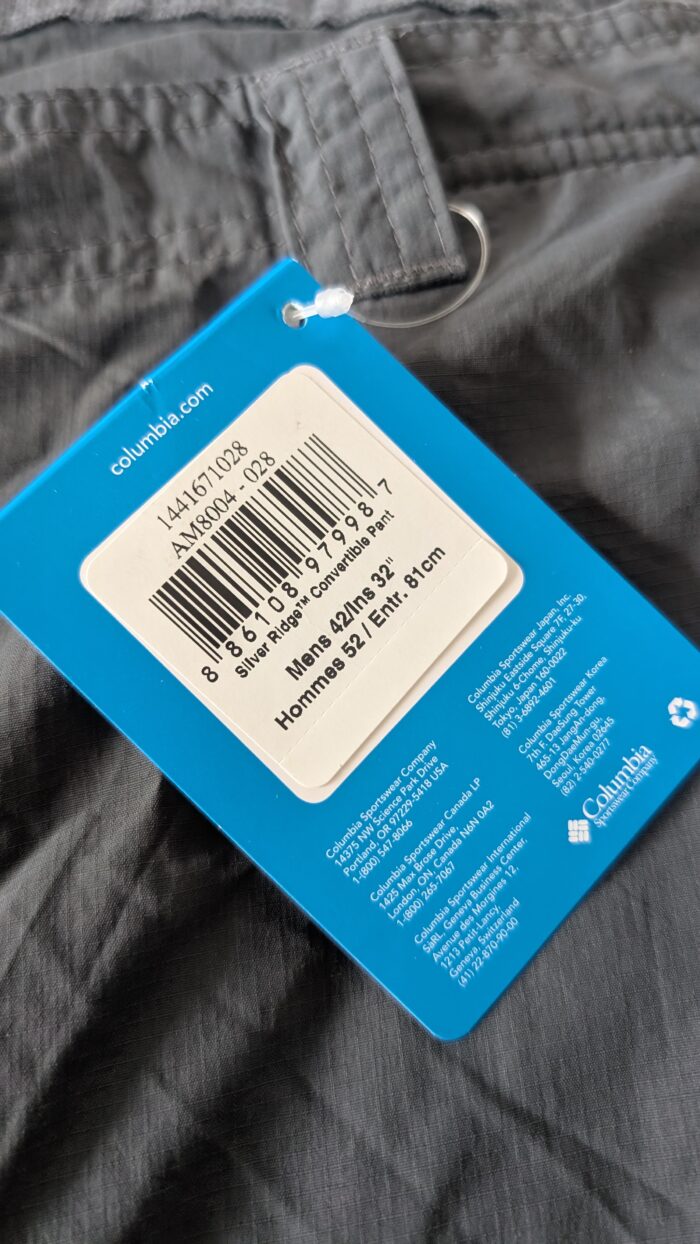 columbia.com
1441671028
AM8004 - 028
8 86108 97998 7
Silver Ridge™ Convertible Pant
Mens 42/Ins 32"
Hommes 52 / Entr. 81cm
Columbia Sportswear Company
14375 NW Science Park Drive
Portland, OR 97229-5418 USA
1-(800) 547-8066
Columbia Sportswear Canada LP
1425 Max Brose Drive,
London, ON, Canada N6N 0A2
1-(800) 265-7067
Columbia Sportswear International
SàRL, Geneva Business Center,
Avenue des Morgines 12,
1213 Petit-Lancy,
Geneva, Switzerland
(41) 22-870-90-00
Columbia Sportswear Japan, Inc.
Shinjuku Eastside Square 7F, 27-30,
Shinjuku 6-Chome, Shinjuku-ku
Tokyo, Japan 160-0022
(81) 3-6892-4601
Columbia Sportswear Korea
7th F. DaeSung Tower
465-13 JangAn-dong,
DongDaeMun-gu,
Seoul, Korea 02645
(82) 2-540-0277
Columbia
Sportswear Company